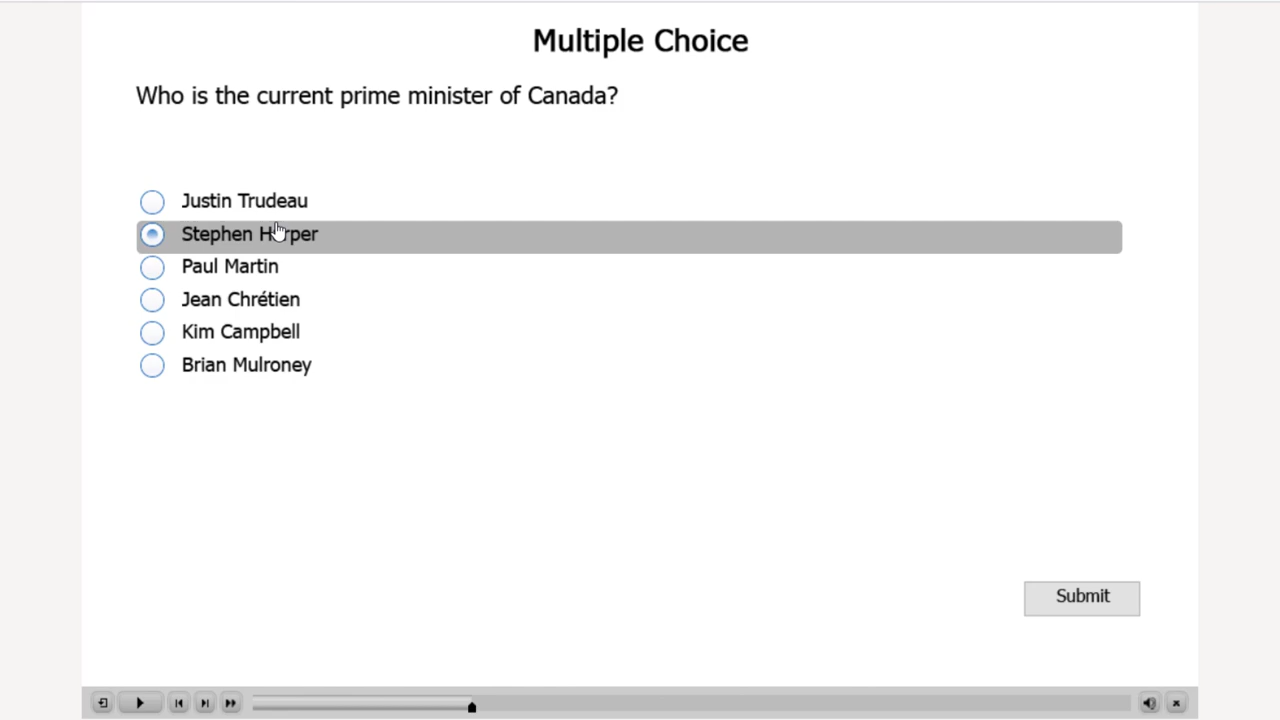 Multiple Choice
Who is the current prime minister of Canada?
Justin Trudeau
Stephen Harper
Paul Martin
Jean Chrétien
Kim Campbell
Brian Mulroney
Submit